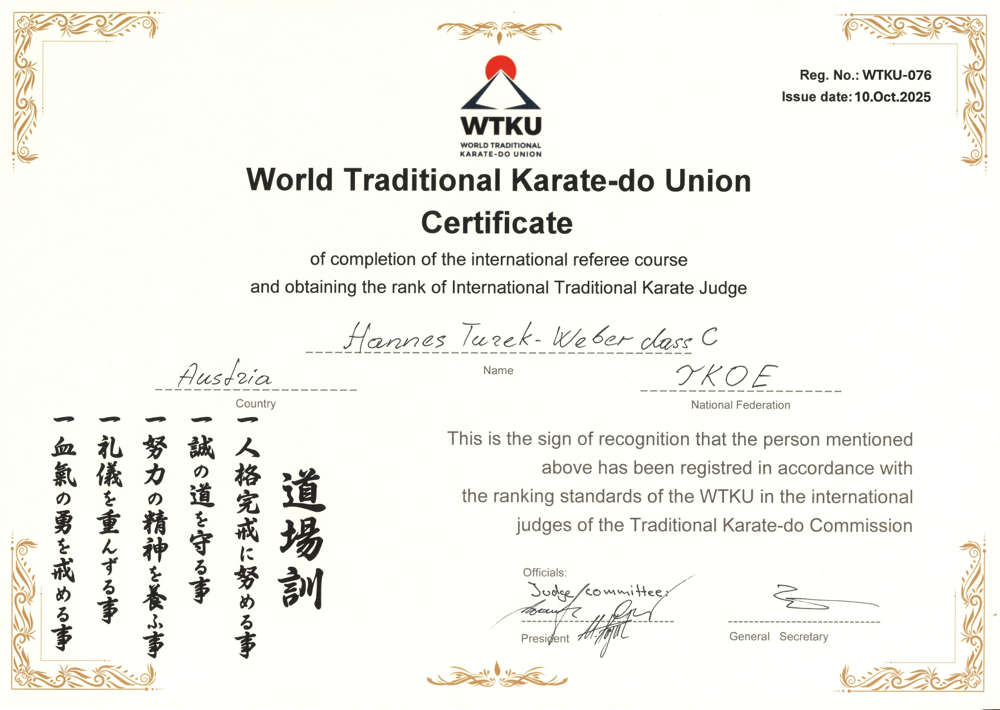 Reg. No.: WTKU-076
Issue date: 10.Oct.2025
WTKU
WORLD TRADITIONAL
KARATE-DO UNION
World Traditional Karate-do Union
Certificate
of completion of the international referee course
and obtaining the rank of International Traditional Karate Judge
Hannes Turek-Weber class C
Name
Austria
Country
TKOE
National Federation
道場訓
一人格完成に努める事
一誠の道を守る事
一努力の精神を養ふ事
一礼儀を重んずる事
一血氣の勇を戒める事
This is the sign of recognition that the person mentioned
above has been registered in accordance with
the ranking standards of the WTKU in the international
judges of the Traditional Karate-do Commission
Officials:
Judge/committee:
President
General Secretary